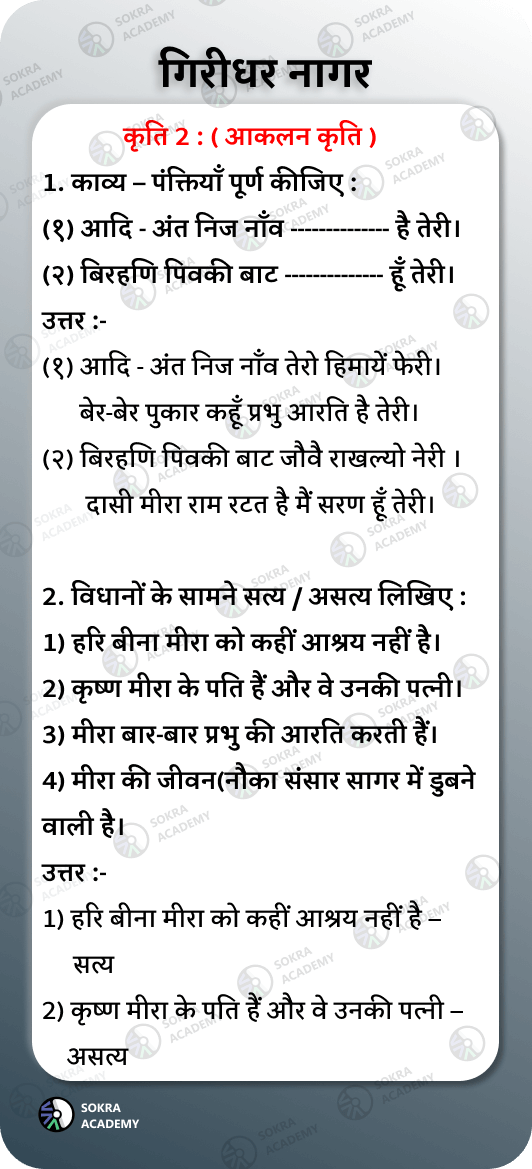 गिरीधर नागर
कृति 2 : ( आकलन कृति )
1. काव्य – पंक्तियाँ पूर्ण कीजिए :
(१) आदि - अंत निज नाँव -------------- है तेरी।
(२) बिरहणि पिवकी बाट -------------- हूँ तेरी।
उत्तर :-
(१) आदि - अंत निज नाँव तेरो हिमायें फेरी।
बेर-बेर पुकार कहूँ प्रभु आरति है तेरी।
(२) बिरहणि पिवकी बाट जौवै राखल्यो नेरी ।
दासी मीरा राम रटत है मैं सरण हूँ तेरी।
2. विधानों के सामने सत्य / असत्य लिखिए :
1) हरि बीना मीरा को कहीं आश्रय नहीं है।
2) कृष्ण मीरा के पति हैं और वे उनकी पत्नी।
3) मीरा बार-बार प्रभु की आरति करती हैं।
4) मीरा की जीवन(नौका संसार सागर में डुबने
वाली है।
उत्तर :-
1) हरि बीना मीरा को कहीं आश्रय नहीं है –
सत्य
2) कृष्ण मीरा के पति हैं और वे उनकी पत्नी –
असत्य
SOKRA
ACADEMY